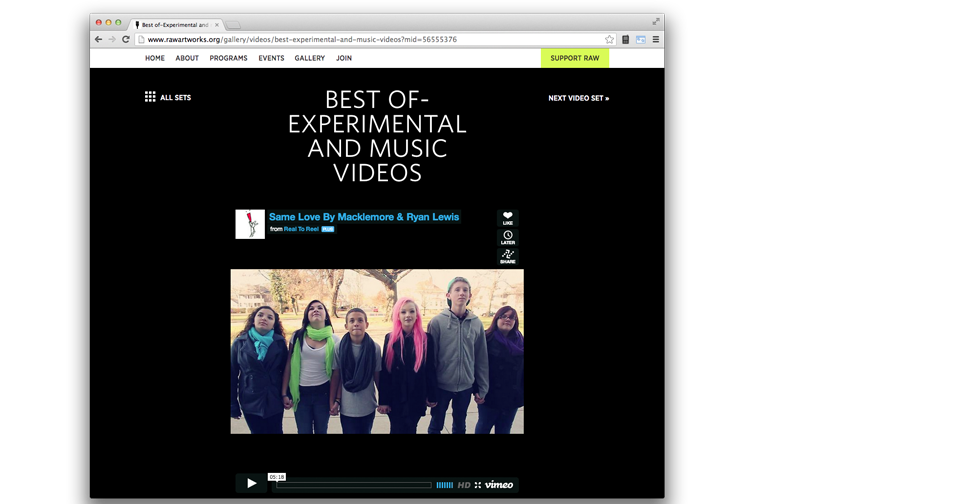 Best of–Experimental and
www.rawartworks.org/gallery/videos/best-experimental-and-music-videos?mid=56555376
HOME ABOUT PROGRAMS EVENTS GALLERY JOIN SUPPORT RAW
ALL SETS
NEXT VIDEO SET »
BEST OF–
EXPERIMENTAL
AND MUSIC
VIDEOS
Same Love By Macklemore & Ryan Lewis
from Real To Reel PLUS
LIKE
LATER
SHARE
05:18
HD vimeo